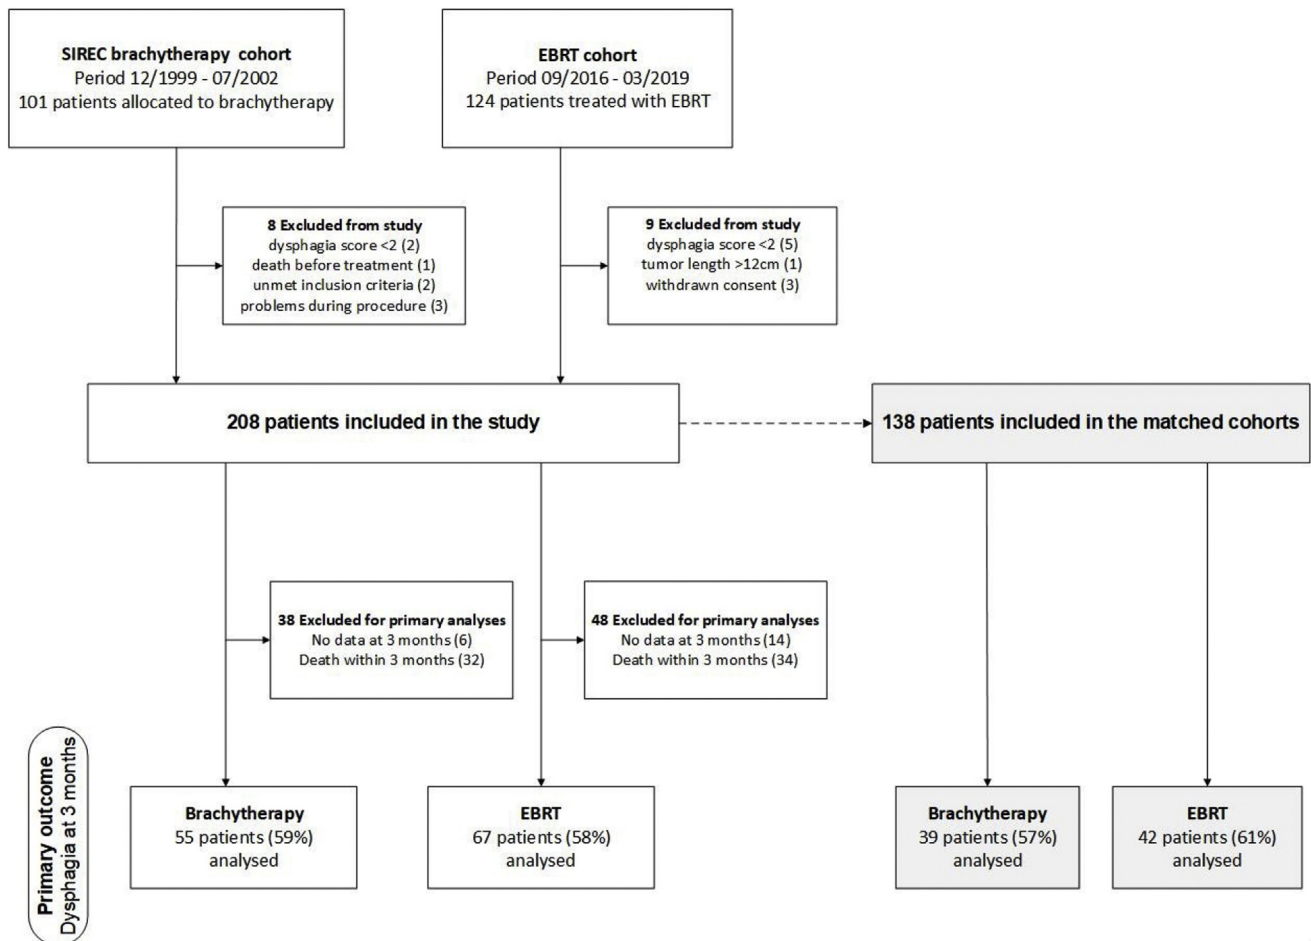 SIREC brachytherapy cohort
Period 12/1999 - 07/2002
101 patients allocated to brachytherapy
EBRT cohort
Period 09/2016 - 03/2019
124 patients treated with EBRT
8 Excluded from study
dysphagia score <2 (2)
death before treatment (1)
unmet inclusion criteria (2)
problems during procedure (3)
9 Excluded from study
dysphagia score <2 (5)
tumor length >12cm (1)
withdrawn consent (3)
208 patients included in the study
138 patients included in the matched cohorts
38 Excluded for primary analyses
No data at 3 months (6)
Death within 3 months (32)
48 Excluded for primary analyses
No data at 3 months (14)
Death within 3 months (34)
Primary outcome
Dysphagia at 3 months
Brachytherapy
55 patients (59%)
analysed
EBRT
67 patients (58%)
analysed
Brachytherapy
39 patients (57%)
analysed
EBRT
42 patients (61%)
analysed